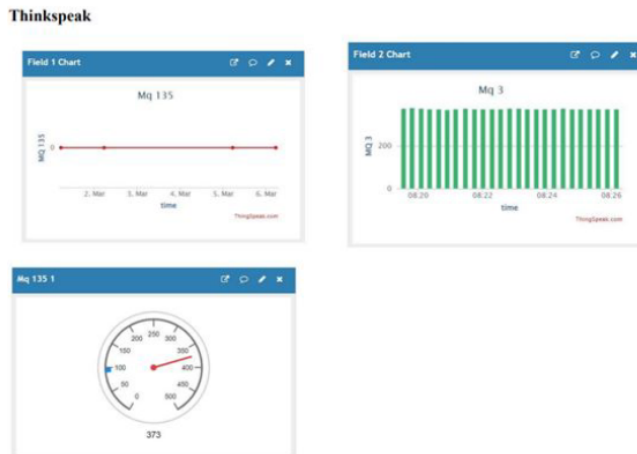 Thinkspeak
Field 1 Chart
Mq 135
MQ 135
0
2. Mar 3. Mar 4. Mar 5. Mar 6. Mar
time
ThingSpeak.com
Field 2 Chart
Mq 3
MQ 3
200
0
08:20 08:22 08:24 08:26
time
ThingSpeak.com
Mq 135 1
0 50 100 150 200 250 300 350 400 450 500
373